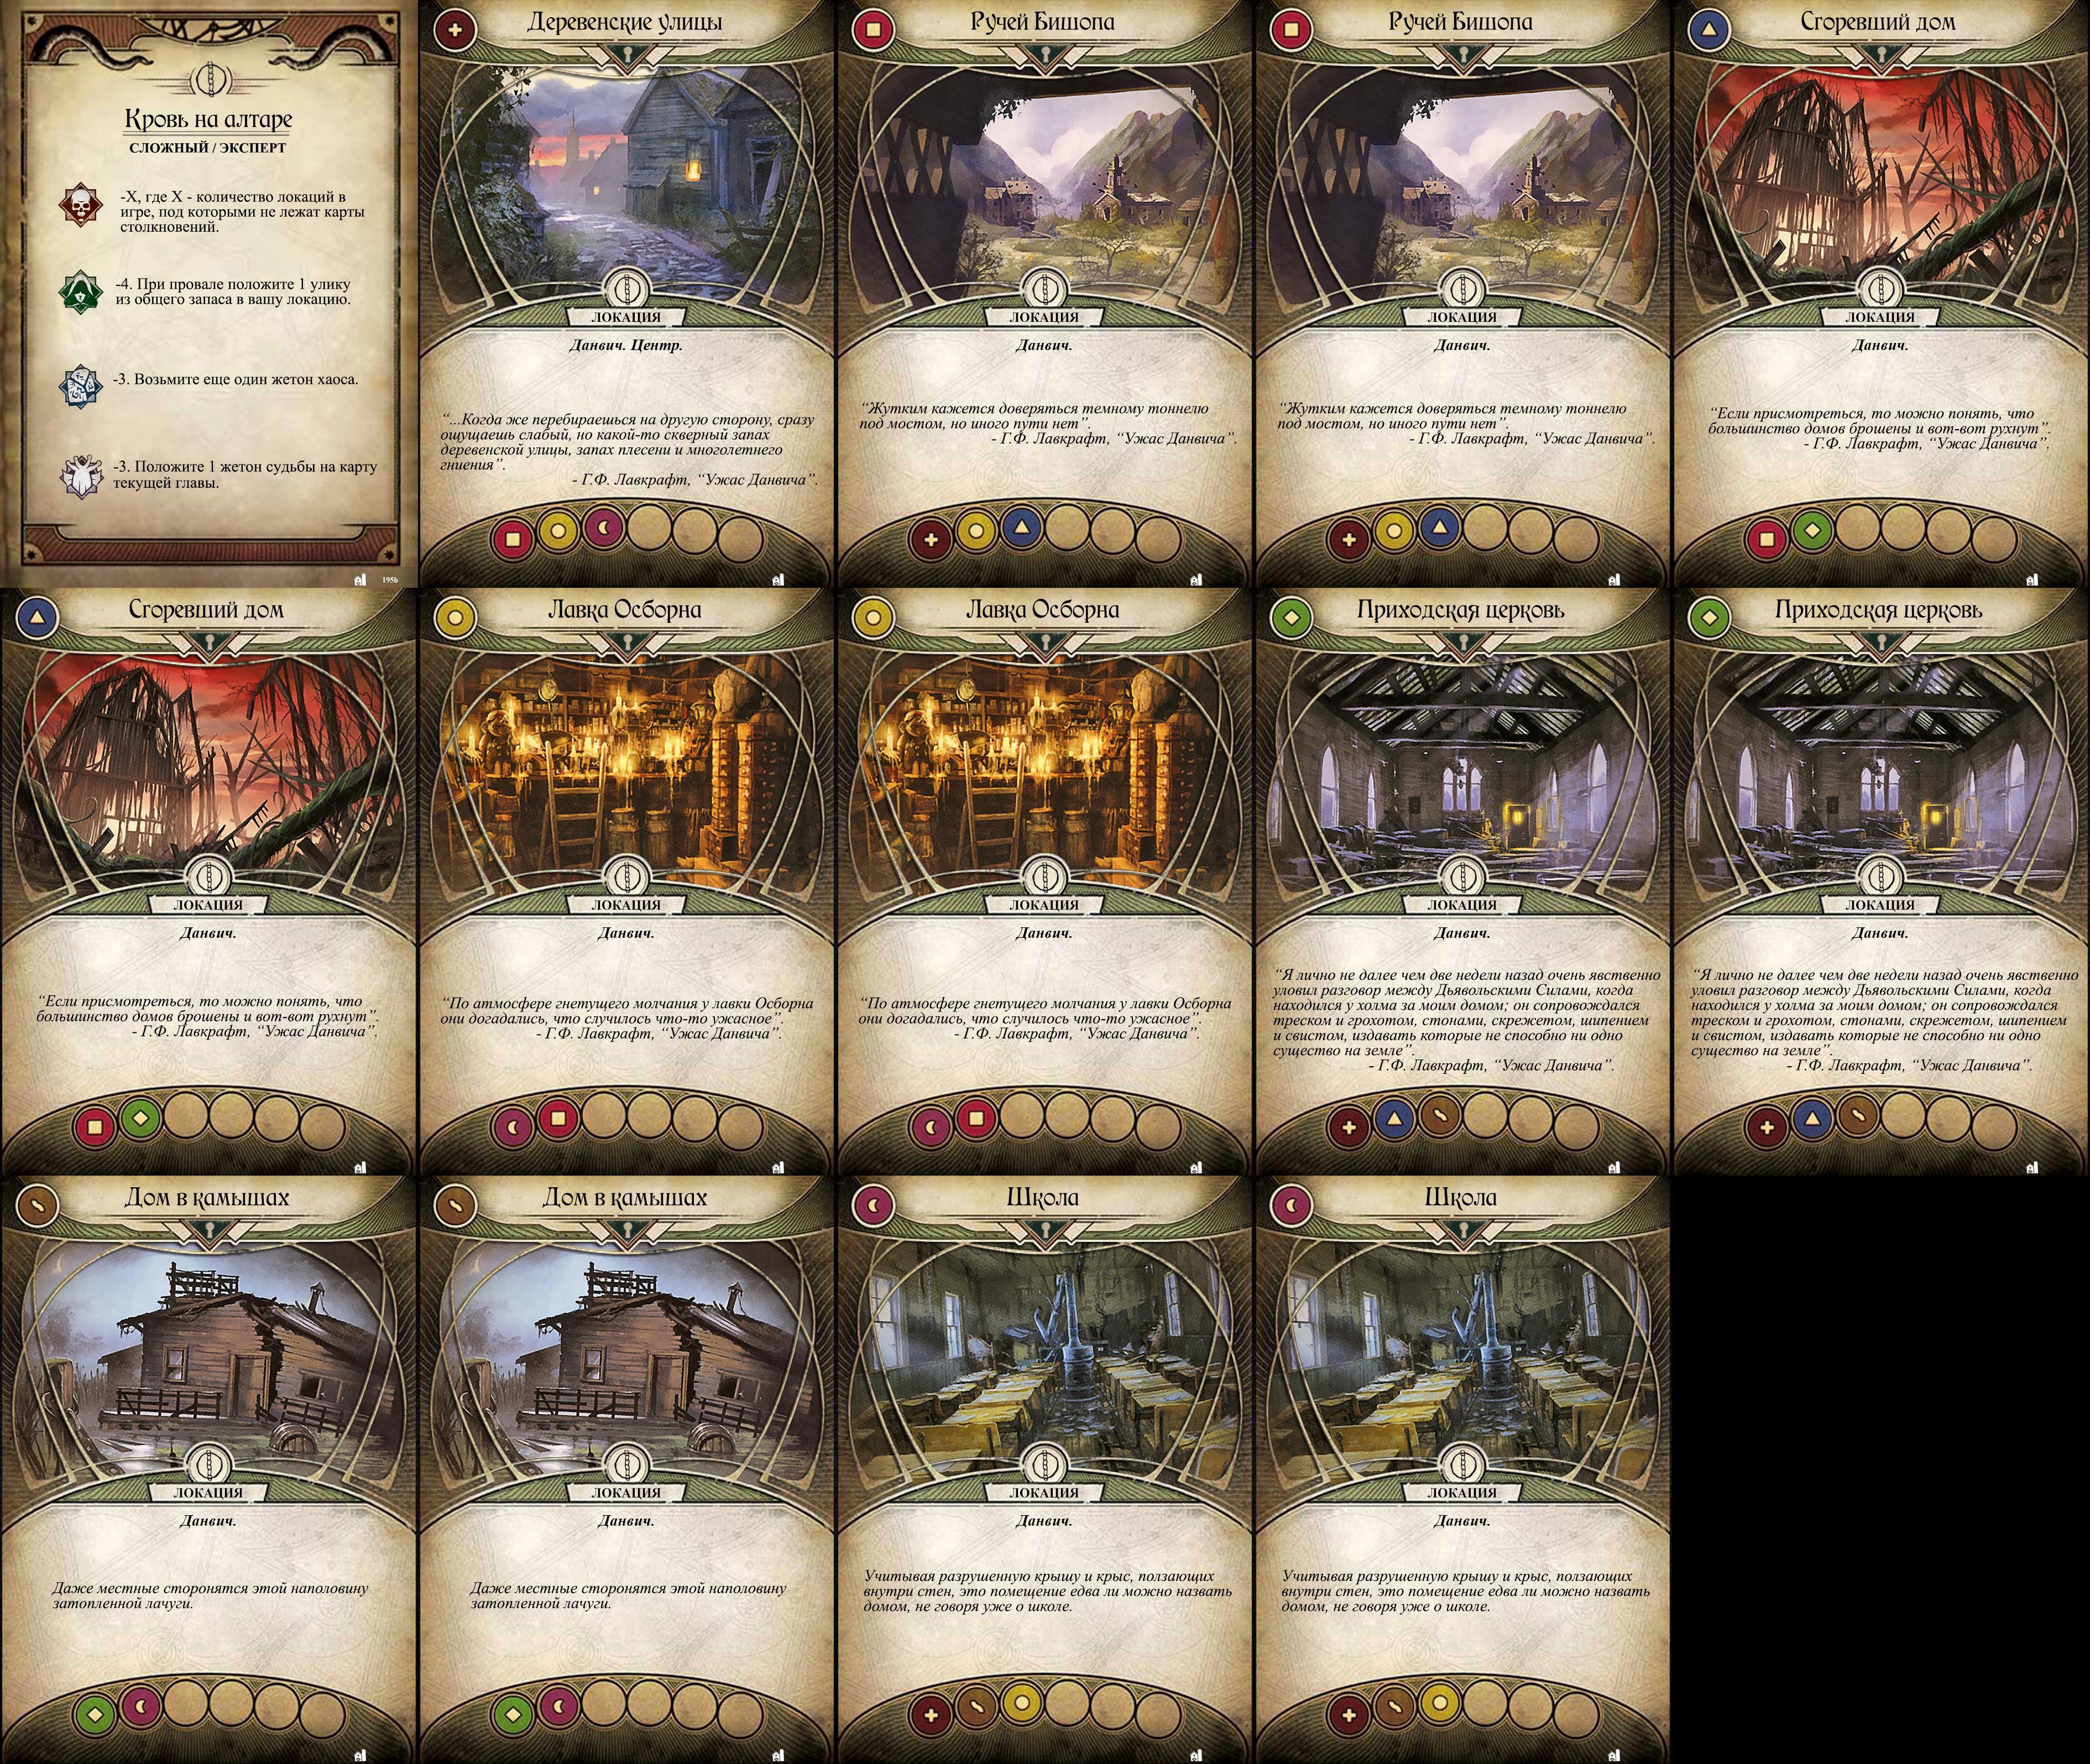 Кровь на алтаре
СЛОЖНЫЙ / ЭКСПЕРТ
-X, где X - количество локаций в
игре, под которыми не лежат карты
столкновений.
-4. При провале положите 1 улику
из общего запаса в вашу локацию.
-3. Возьмите еще один жетон хаоса.
-3. Положите 1 жетон судьбы на карту
текущей главы.
195b
Деревенские улицы
ЛОКАЦИЯ
Данвич. Центр.
“...Когда же перебираешься на другую сторону, сразу
ощущаешь слабый, но какой-то скверный запах
деревенской улицы, запах плесени и многолетнего
гниения”.
- Г.Ф. Лавкрафт, “Ужас Данвича”.
Ручей Бишопа
ЛОКАЦИЯ
Данвич.
“Жутким кажется доверяться темному тоннелю
под мостом, но иного пути нет”.
- Г.Ф. Лавкрафт, “Ужас Данвича”.
Ручей Бишопа
ЛОКАЦИЯ
Данвич.
“Жутким кажется доверяться темному тоннелю
под мостом, но иного пути нет”.
- Г.Ф. Лавкрафт, “Ужас Данвича”.
Сгоревший дом
ЛОКАЦИЯ
Данвич.
“Если присмотреться, то можно понять, что
большинство домов брошены и вот-вот рухнут”.
- Г.Ф. Лавкрафт, “Ужас Данвича”.
Сгоревший дом
ЛОКАЦИЯ
Данвич.
“Если присмотреться, то можно понять, что
большинство домов брошены и вот-вот рухнут”.
- Г.Ф. Лавкрафт, “Ужас Данвича”.
Лавка Осборна
ЛОКАЦИЯ
Данвич.
“По атмосфере гнетущего молчания у лавки Осборна
они догадались, что случилось что-то ужасное”.
- Г.Ф. Лавкрафт, “Ужас Данвича”.
Лавка Осборна
ЛОКАЦИЯ
Данвич.
“По атмосфере гнетущего молчания у лавки Осборна
они догадались, что случилось что-то ужасное”.
- Г.Ф. Лавкрафт, “Ужас Данвича”.
Приходская церковь
ЛОКАЦИЯ
Данвич.
“Я лично не далее чем две недели назад очень явственно
уловил разговор между Дьявольскими Силами, когда
находился у холма за моим домом; он сопровождался
треском и грохотом, стонами, скрежетом, шипением
и свистом, издавать которые не способно ни одно
существо на земле”.
- Г.Ф. Лавкрафт, “Ужас Данвича”.
Приходская церковь
ЛОКАЦИЯ
Данвич.
“Я лично не далее чем две недели назад очень явственно
уловил разговор между Дьявольскими Силами, когда
находился у холма за моим домом; он сопровождался
треском и грохотом, стонами, скрежетом, шипением
и свистом, издавать которые не способно ни одно
существо на земле”.
- Г.Ф. Лавкрафт, “Ужас Данвича”.
Дом в камышах
ЛОКАЦИЯ
Данвич.
Даже местные сторонятся этой наполовину
затопленной лачуги.
Дом в камышах
ЛОКАЦИЯ
Данвич.
Даже местные сторонятся этой наполовину
затопленной лачуги.
Школа
ЛОКАЦИЯ
Данвич.
Учитывая разрушенную крышу и крыс, ползающих
внутри стен, это помещение едва ли можно назвать
домом, не говоря уже о школе.
Школа
ЛОКАЦИЯ
Данвич.
Учитывая разрушенную крышу и крыс, ползающих
внутри стен, это помещение едва ли можно назвать
домом, не говоря уже о школе.